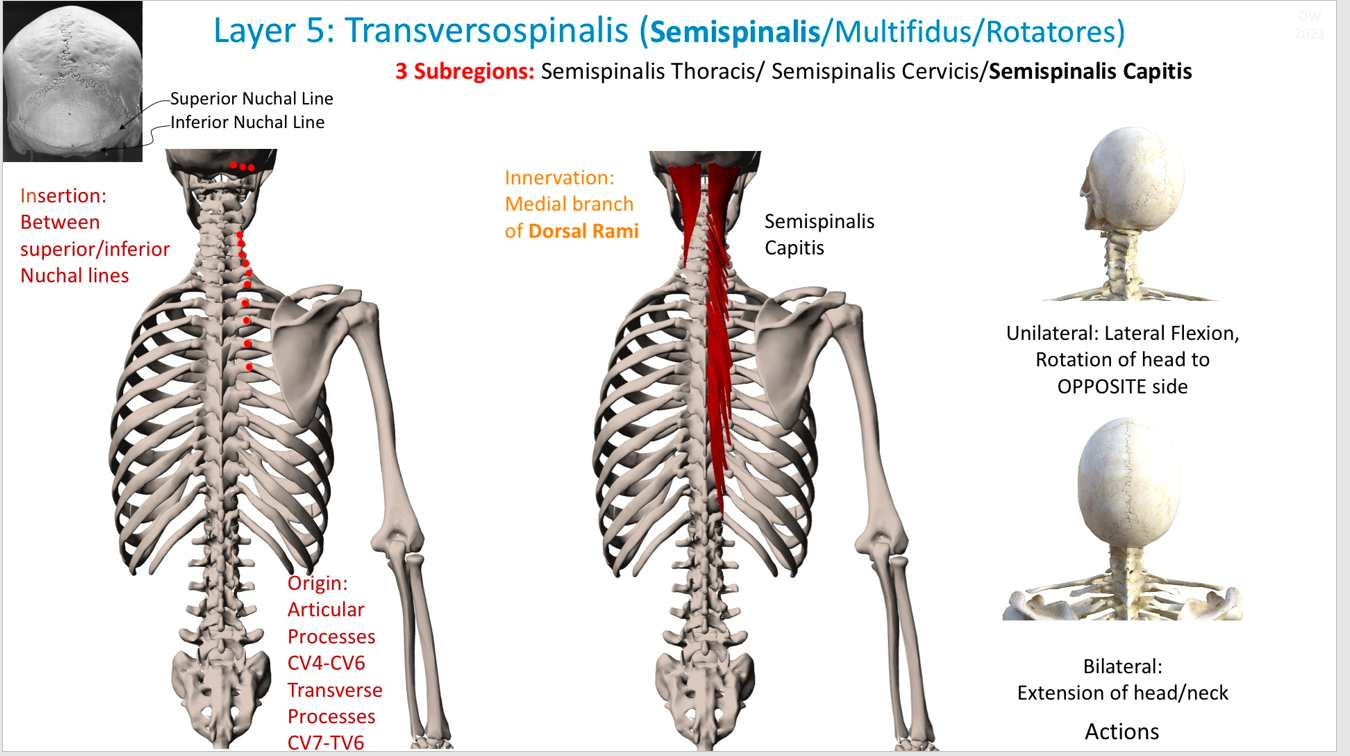 Layer 5: Transversospinalis (Semispinalis/Multifidus/Rotatores)
DW
2021
3 Subregions: Semispinalis Thoracis/ Semispinalis Cervicis/Semispinalis Capitis
Superior Nuchal Line
Inferior Nuchal Line
Insertion:
Between
superior/inferior
Nuchal lines
Origin:
Articular
Processes
CV4-CV6
Transverse
Processes
CV7-TV6
Innervation:
Medial branch
of Dorsal Rami
Semispinalis
Capitis
Unilateral: Lateral Flexion,
Rotation of head to
OPPOSITE side
Bilateral:
Extension of head/neck
Actions